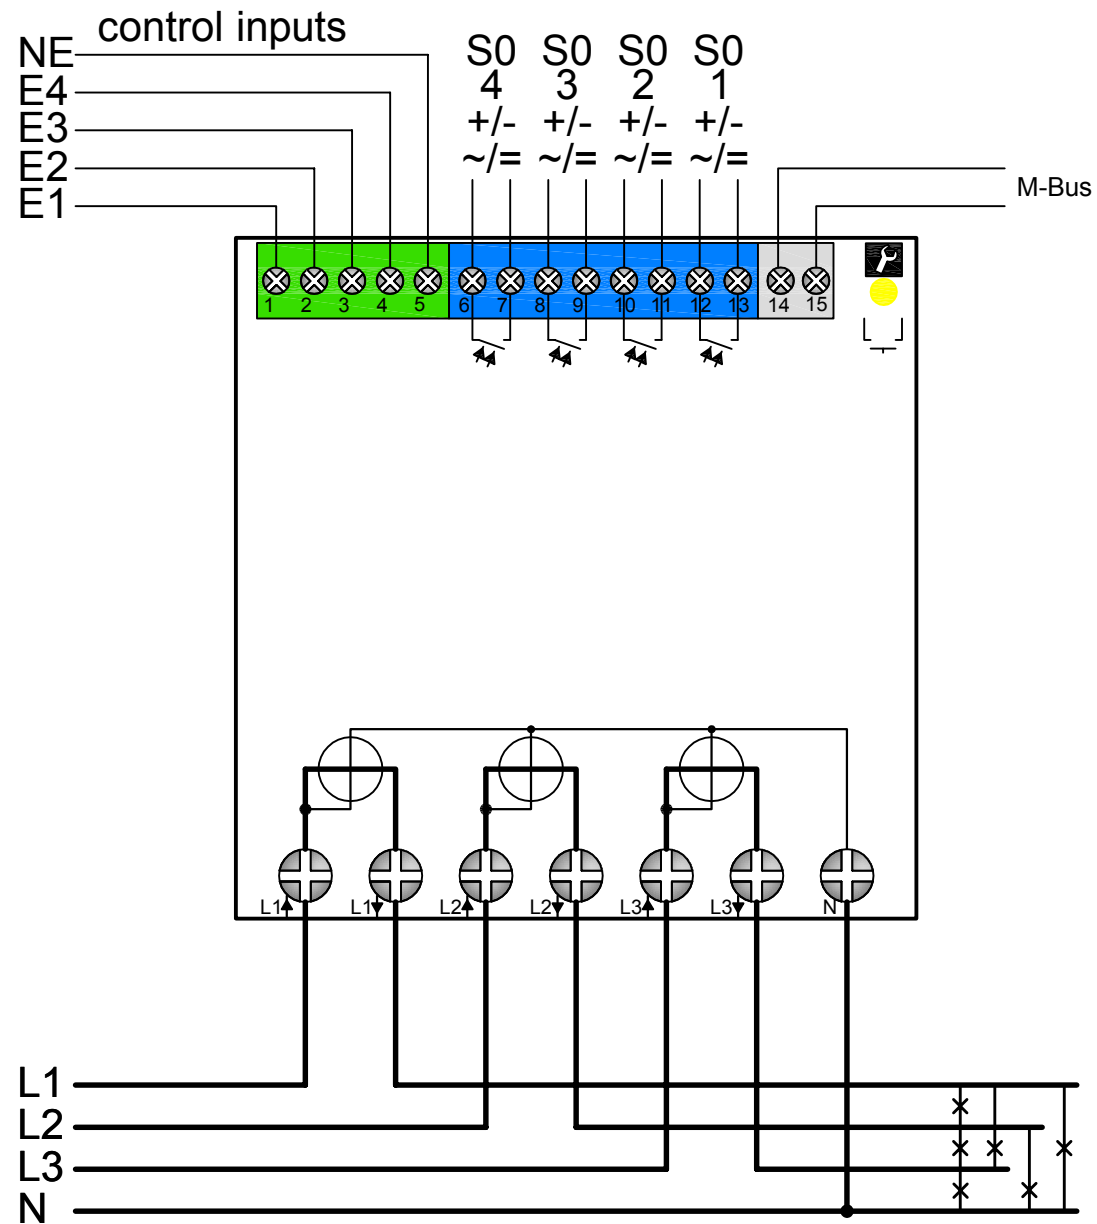 control inputs
NE
E4
E3
E2
E1
S0 S0 S0 S0
4 3 2 1
+/- +/- +/- +/-
~/= ~/= ~/= ~/=
M-Bus
1 2 3 4 5 6 7 8 9 10 11 12 13 14 15
L1 L1 L2 L2 L3 L3 N
L1
L2
L3
N